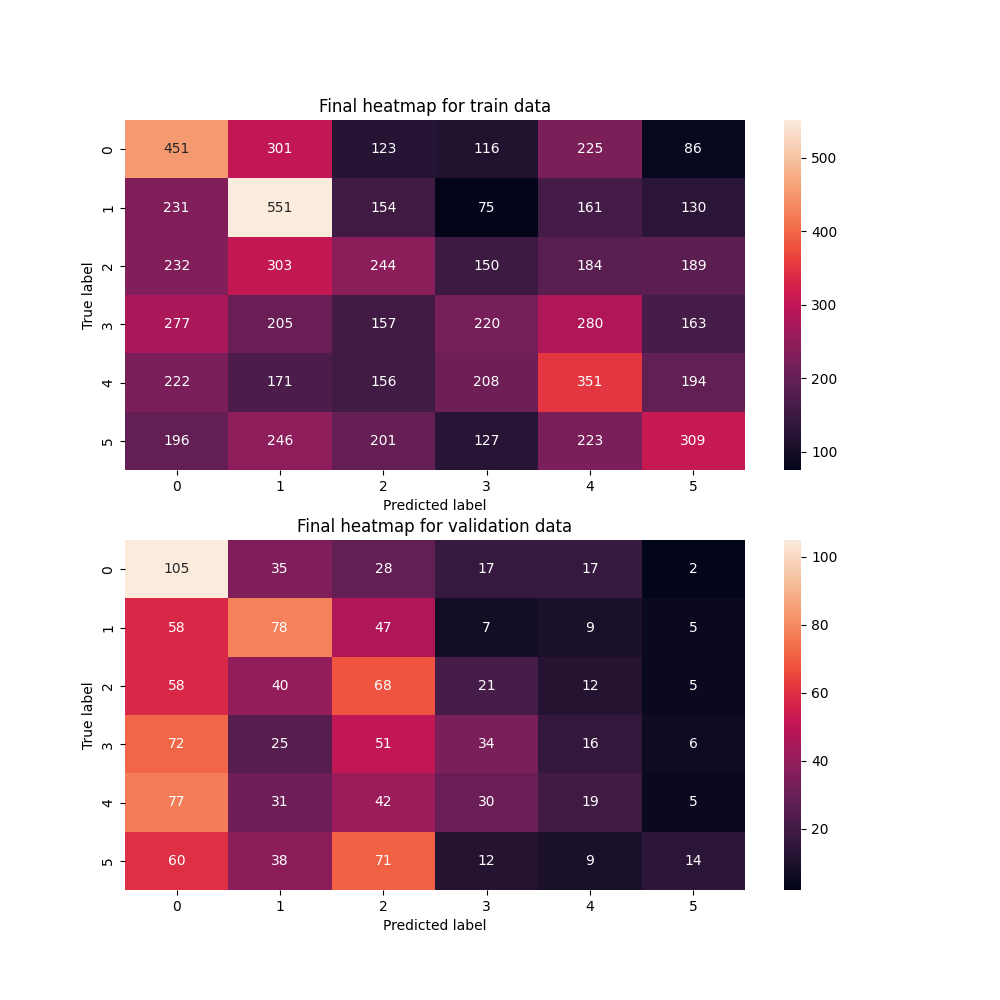 Final heatmap for train data
0 451 301 123 116 225 86
1 231 551 154 75 161 130
2 232 303 244 150 184 189
3 277 205 157 220 280 163
4 222 171 156 208 351 194
5 196 246 201 127 223 309
0 1 2 3 4 5
Predicted label
True label
500
400
300
200
100
Final heatmap for validation data
0 105 35 28 17 17 2
1 58 78 47 7 9 5
2 58 40 68 21 12 5
3 72 25 51 34 16 6
4 77 31 42 30 19 5
5 60 38 71 12 9 14
0 1 2 3 4 5
Predicted label
True label
100
80
60
40
20